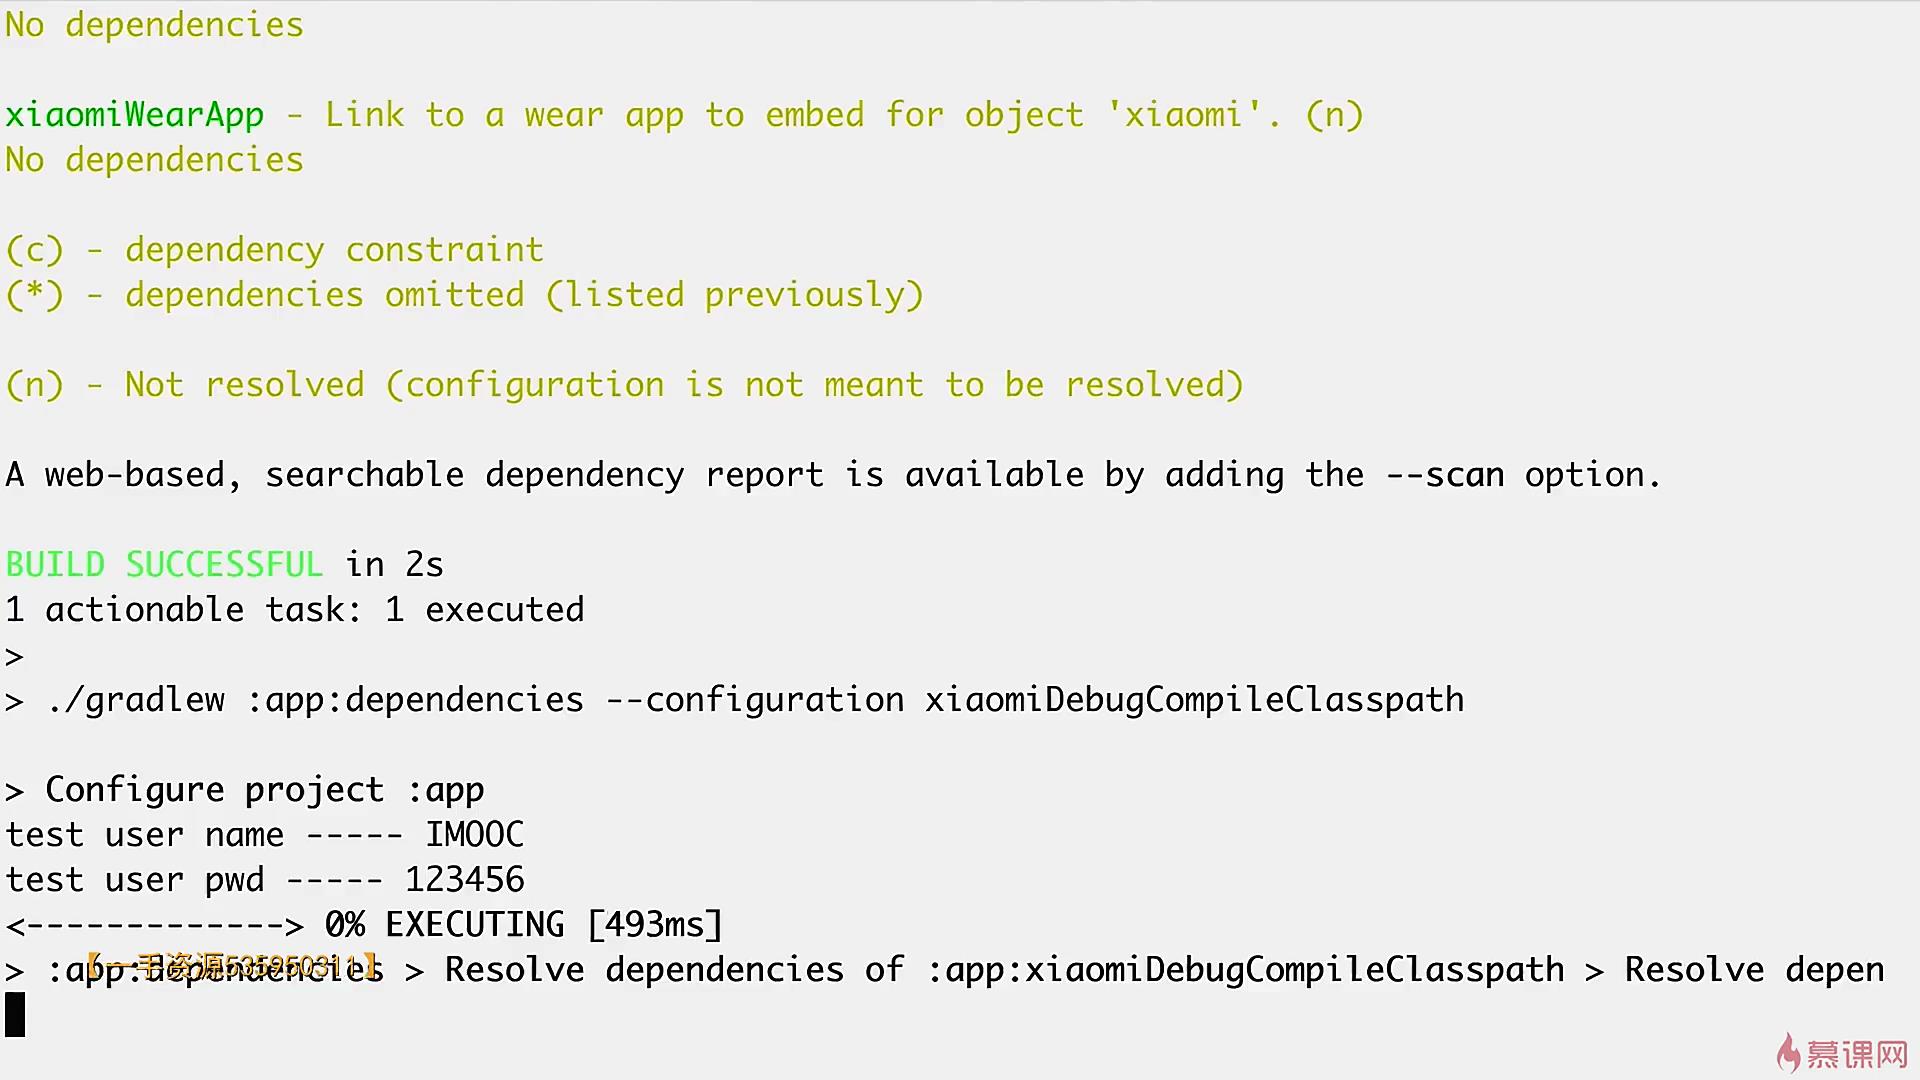 No dependencies
xiaomiWearApp - Link to a wear app to embed for object 'xiaomi'. (n)
No dependencies
(c) - dependency constraint
(*) - dependencies omitted (listed previously)
(n) - Not resolved (configuration is not meant to be resolved)
A web-based, searchable dependency report is available by adding the --scan option.
BUILD SUCCESSFUL in 2s
1 actionable task: 1 executed
>
> ./gradlew :app:dependencies --configuration xiaomiDebugCompileClasspath
> Configure project :app
test user name ----- IMOOC
test user pwd ----- 123456
<-------------> 0% EXECUTING [493ms]
> :app:dependencies > Resolve dependencies of :app:xiaomiDebugCompileClasspath > Resolve depen
【一手资源535950311】
慕课网